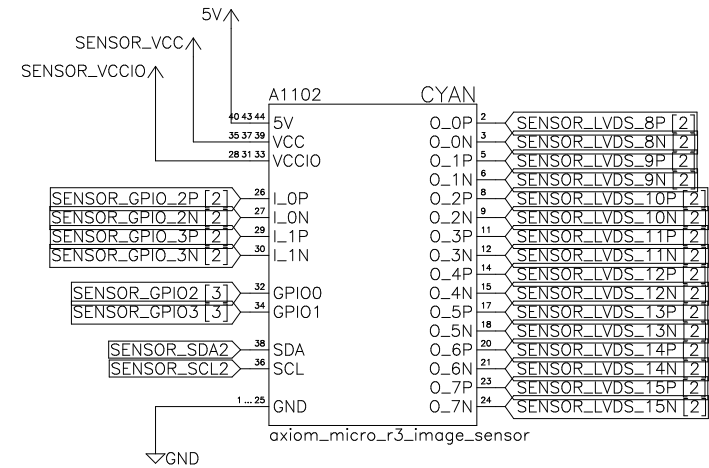 5V
SENSOR_VCC
SENSOR_VCCIO
A1102 CYAN
40 43 44 5V O_0P 2 SENSOR_LVDS_8P [2]
35 37 39 VCC O_0N 3 SENSOR_LVDS_8N [2]
28 31 33 VCCIO O_1P 5 SENSOR_LVDS_9P [2]
O_1N 6 SENSOR_LVDS_9N [2]
SENSOR_GPIO_2P [2] 26 I_0P O_2P 8 SENSOR_LVDS_10P [2]
SENSOR_GPIO_2N [2] 27 I_0N O_2N 9 SENSOR_LVDS_10N [2]
SENSOR_GPIO_3P [2] 29 I_1P O_3P 11 SENSOR_LVDS_11P [2]
SENSOR_GPIO_3N [2] 30 I_1N O_3N 12 SENSOR_LVDS_11N [2]
O_4P 14 SENSOR_LVDS_12P [2]
SENSOR_GPIO2 [3] 32 GPIO0 O_4N 15 SENSOR_LVDS_12N [2]
SENSOR_GPIO3 [3] 34 GPIO1 O_5P 17 SENSOR_LVDS_13P [2]
O_5N 18 SENSOR_LVDS_13N [2]
SENSOR_SDA2 38 SDA O_6P 20 SENSOR_LVDS_14P [2]
SENSOR_SCL2 36 SCL O_6N 21 SENSOR_LVDS_14N [2]
O_7P 23 SENSOR_LVDS_15P [2]
1 ... 25 GND O_7N 24 SENSOR_LVDS_15N [2]
axiom_micro_r3_image_sensor
GND